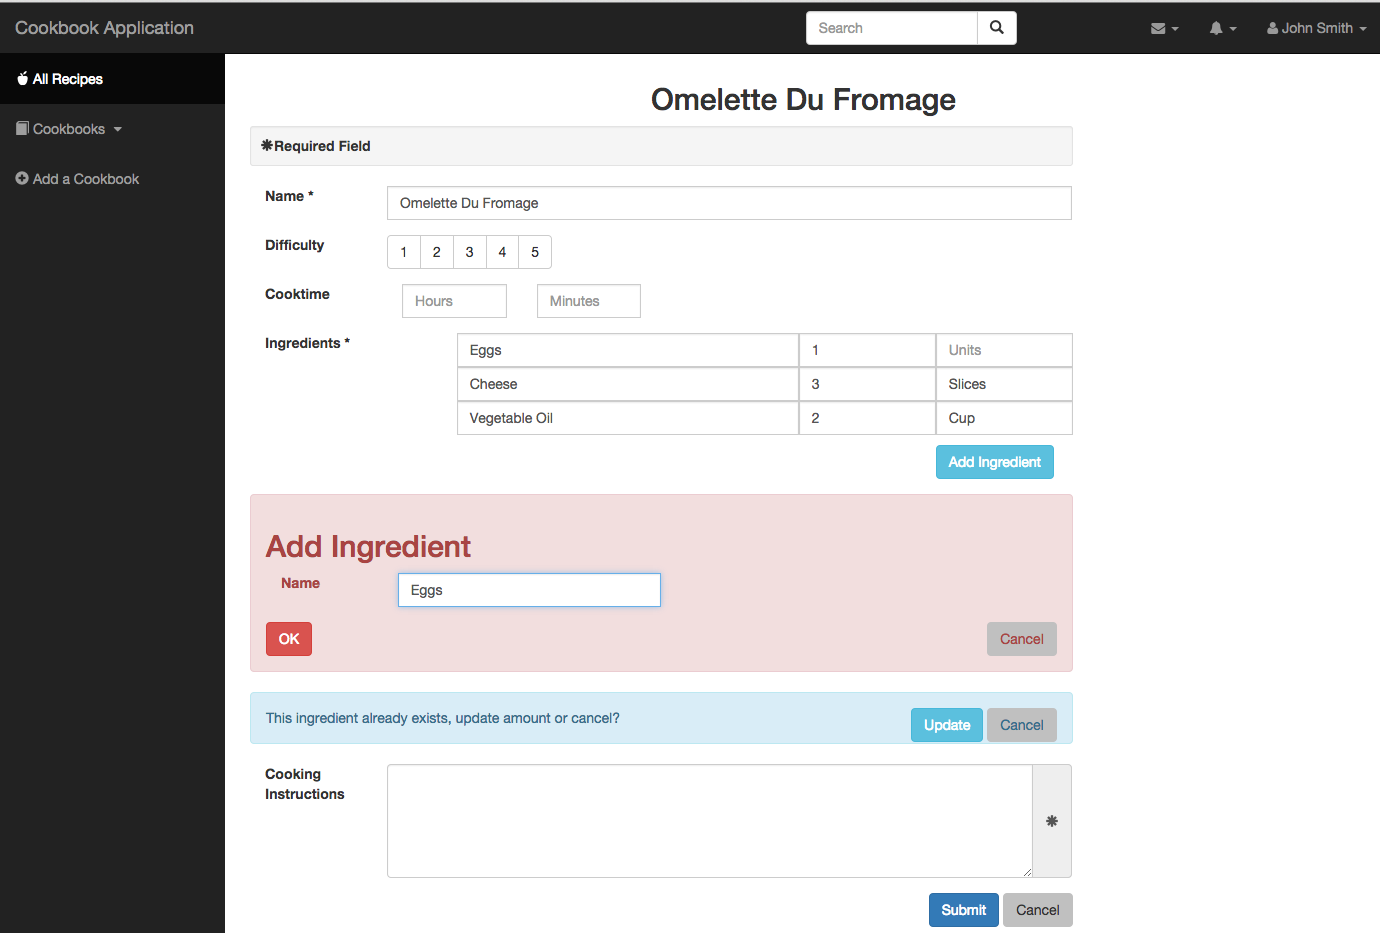 Cookbook Application
Search
John Smith
All Recipes
Cookbooks
Add a Cookbook
Omelette Du Fromage
✱Required Field
Name * Omelette Du Fromage
Difficulty 1 2 3 4 5
Cooktime Hours Minutes
Ingredients * Eggs 1 Units
Cheese 3 Slices
Vegetable Oil 2 Cup
Add Ingredient
Add Ingredient
Name Eggs
OK Cancel
This ingredient already exists, update amount or cancel? Update Cancel
Cooking
Instructions
✱
Submit Cancel